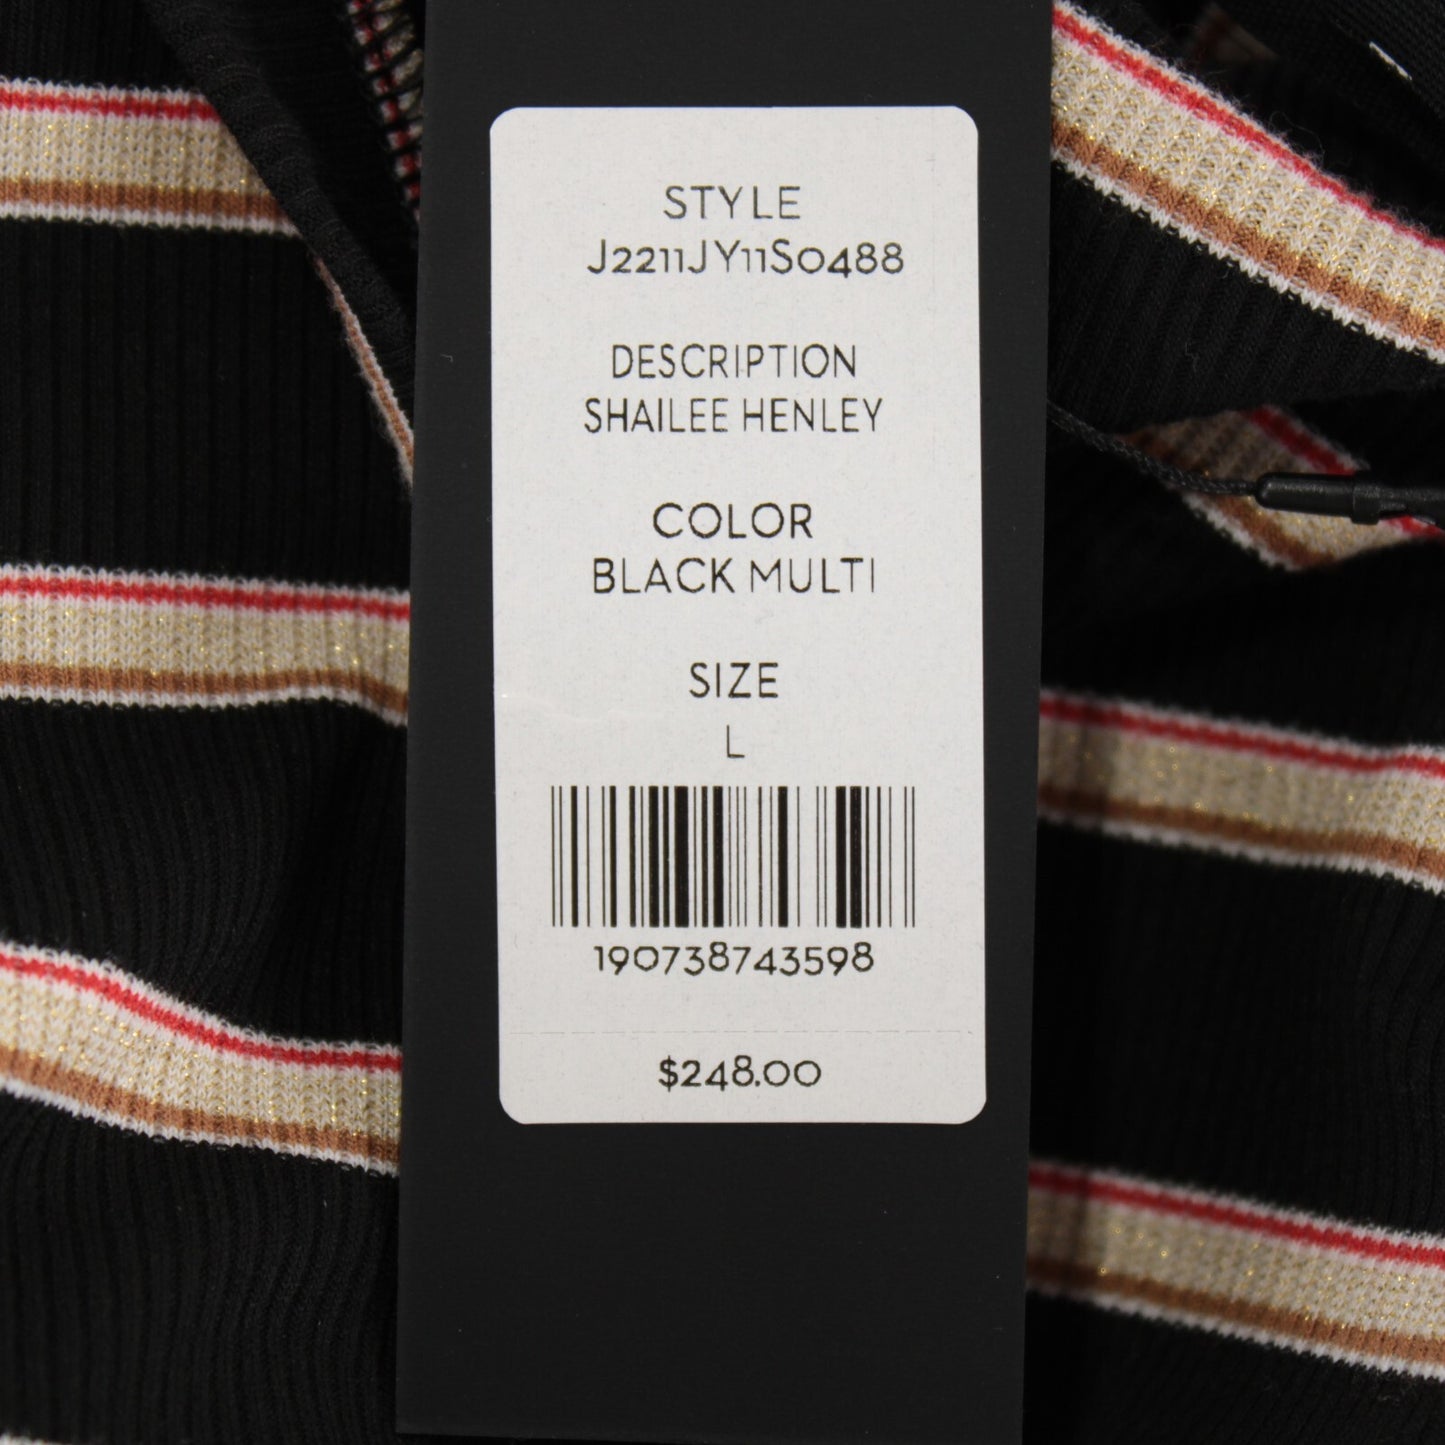 STYLE
J2211JY11S0488
DESCRIPTION
SHAILEE HENLEY
COLOR
BLACK MULTI
SIZE
L
190738743598
$248.00